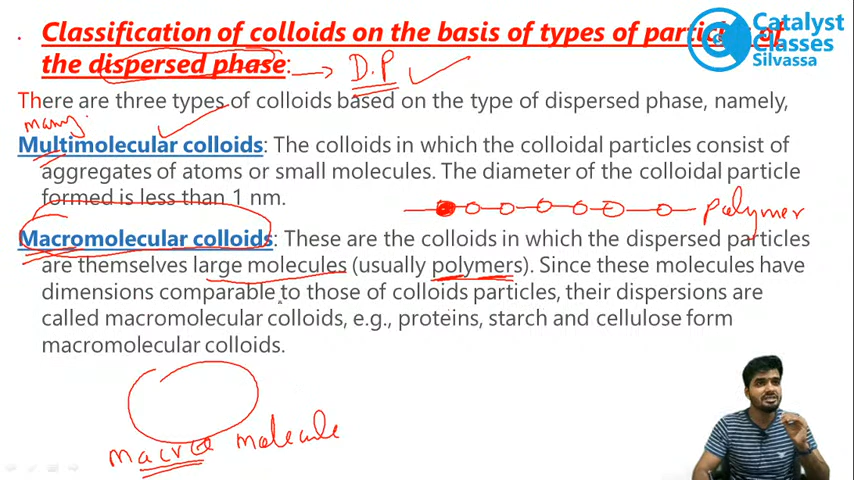 Classification of colloids on the basis of types of particles of
the dispersed phase: → D.P
Catalyst
Classes
Silvassa
There are three types of colloids based on the type of dispersed phase, namely,
many
Multimolecular colloids: The colloids in which the colloidal particles consist of
aggregates of atoms or small molecules. The diameter of the colloidal particle
formed is less than 1 nm.
polymer
Macromolecular colloids: These are the colloids in which the dispersed particles
are themselves large molecules (usually polymers). Since these molecules have
dimensions comparable to those of colloids particles, their dispersions are
called macromolecular colloids, e.g., proteins, starch and cellulose form
macromolecular colloids.
macro molecule